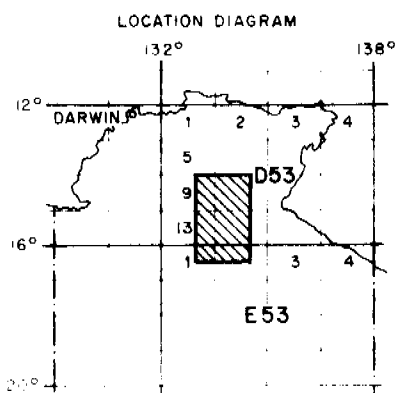 LOCATION DIAGRAM
132° 138°
12°
DARWIN 1 2 3 4
5
D53
9
13
16°
1 3 4
E53
20°